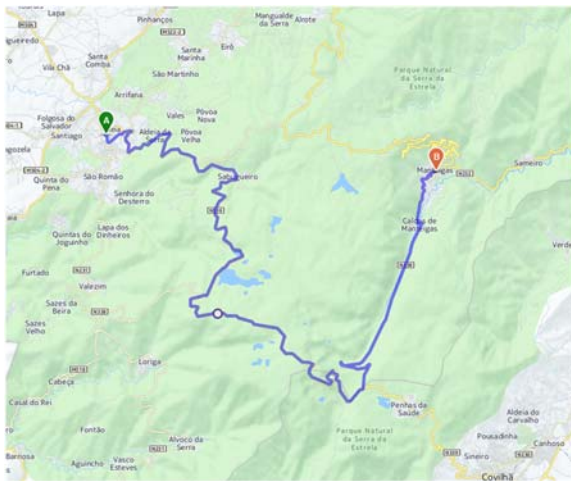 Lapa
Pinhanços
Mangualde
da Serra
Alrote
Santa
Comba
Santa
Marinha
Eirô
Vila Chã
São Martinho
Parque Natural
da Serra da
Estrela
Arrifana
Póvoa
Nova
Vales
Folgosa do
Salvador
A
Aldeia da
Serra
Póvoa
Velha
Santiago
B
Manteigas
Sameiro
Quinta do
Pena
São Romão
Sabugueiro
Senhora do
Desterro
Caldas de
Manteigas
Quintas do
Joguinho
Lapa dos
Dinheiros
Verde
Furtado
Valezim
Sazes da
Beira
Sazes
Velho
Loriga
Cabeça
Casal do Rei
Penhas da
Saúde
Aldeia do
Carvalho
Fontão
Parque Natural
da Serra da
Estrela
Pousadinha
Canhoso
Alvoco da
Serra
Sineiro
Barriosa
Aguincho
Vasco
Esteves
Covilhã